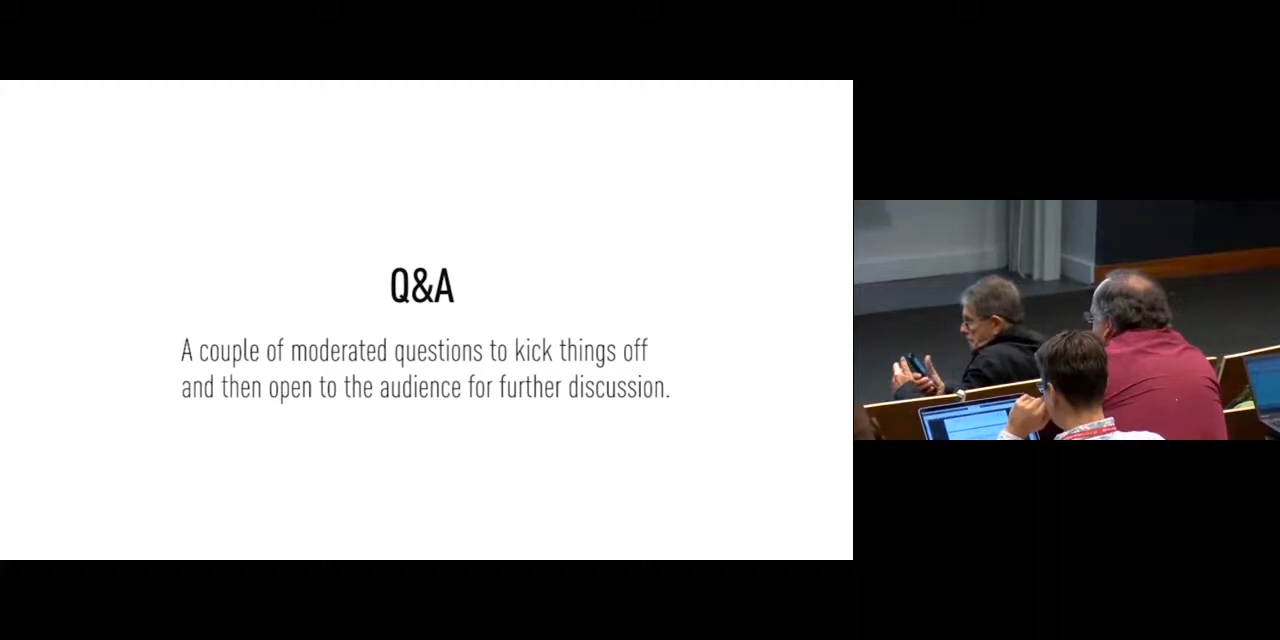 Q&A
A couple of moderated questions to kick things off
and then open to the audience for further discussion.